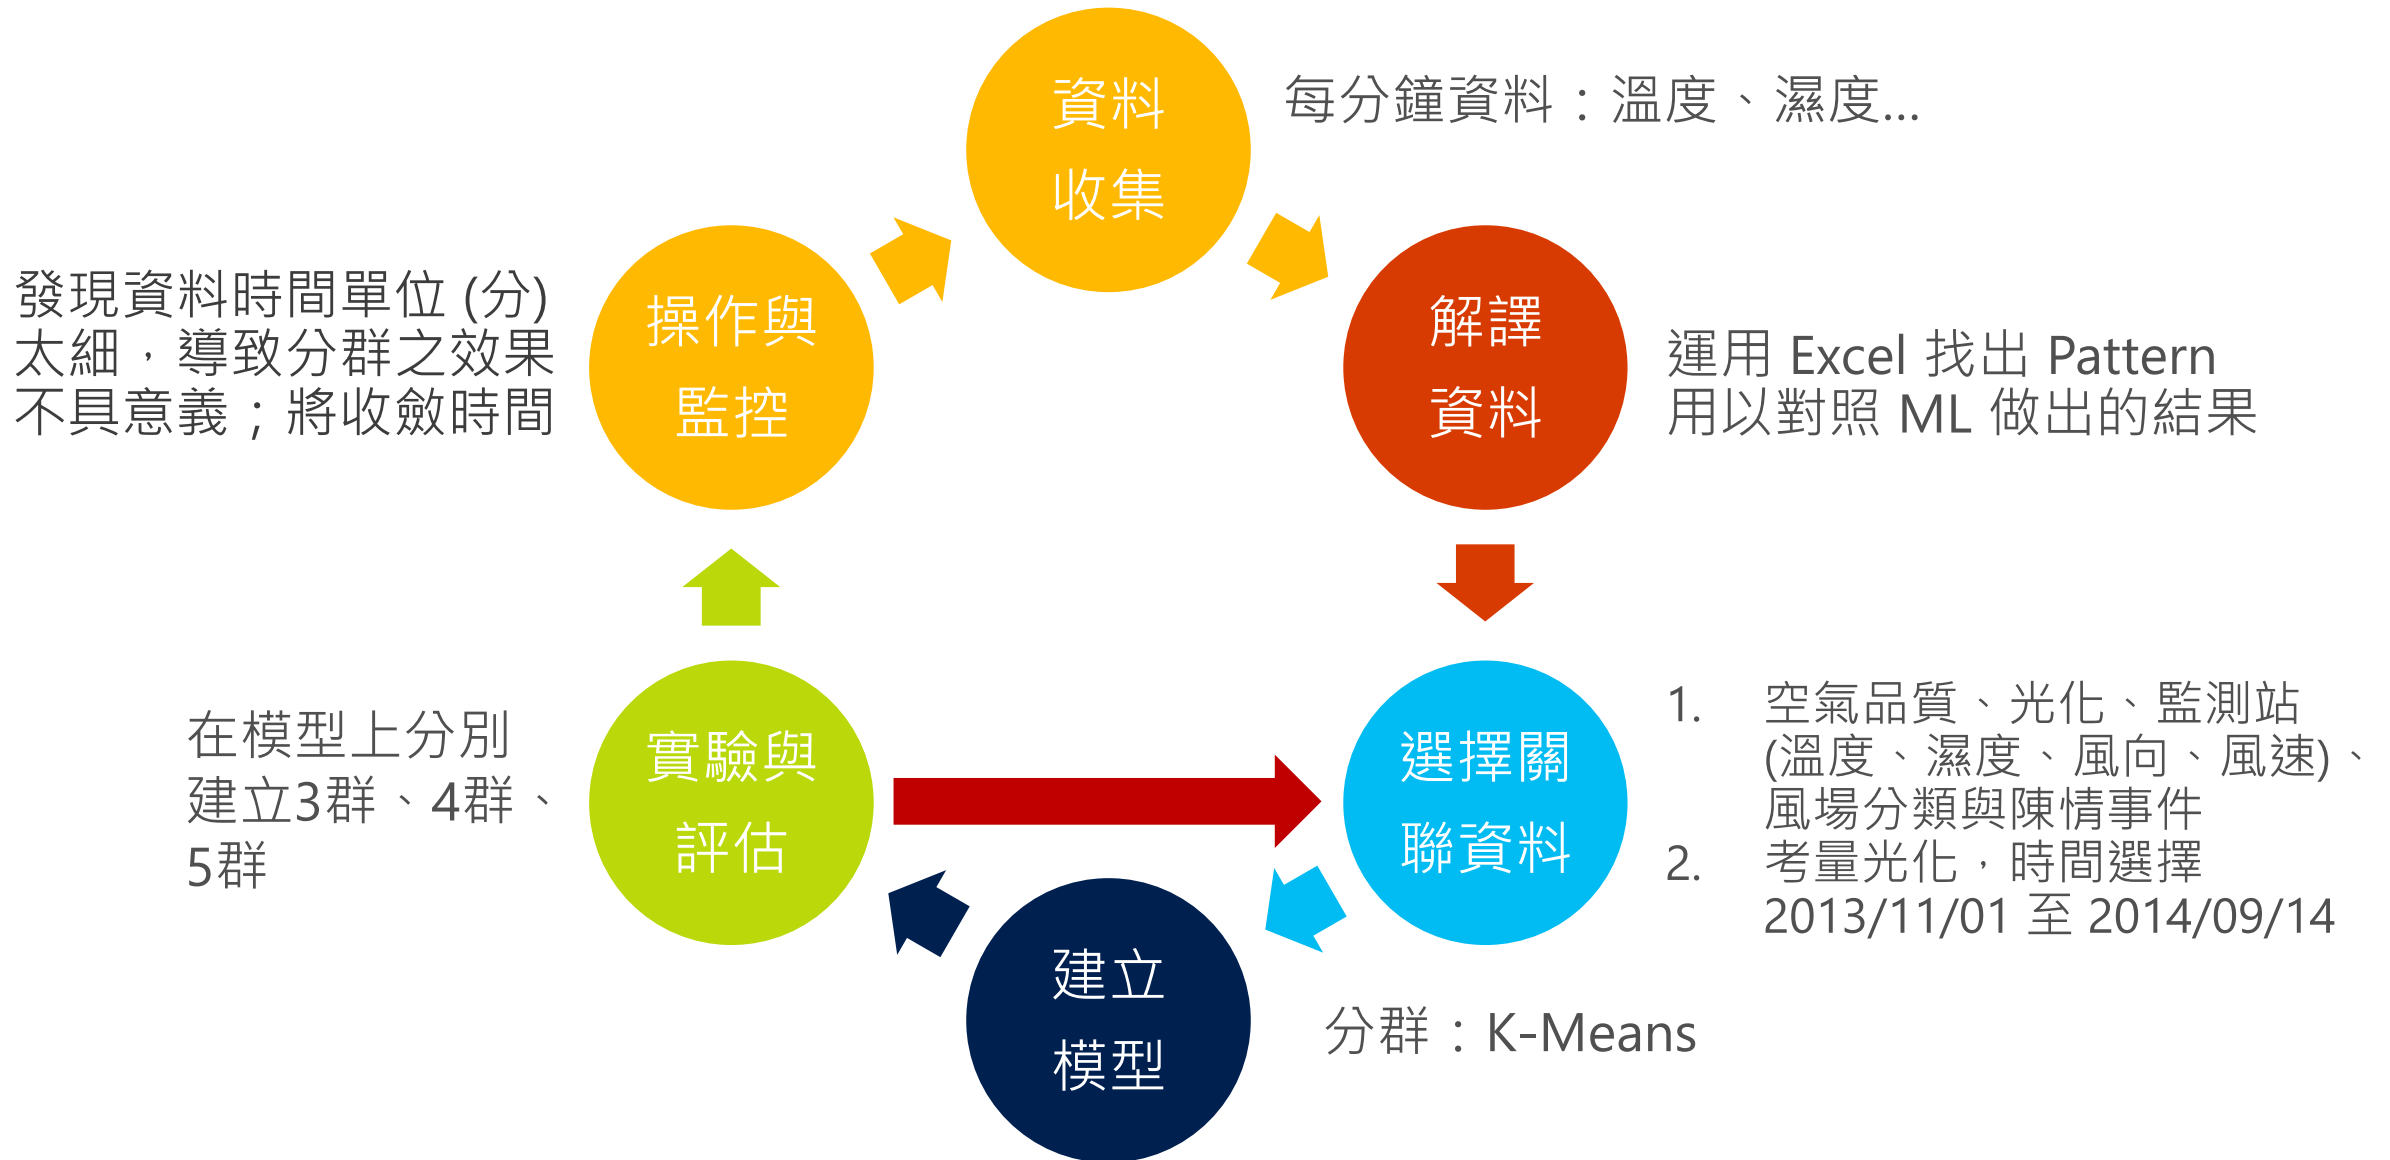 資料
收集
每分鐘資料：溫度、濕度...
解譯
資料
運用 Excel 找出 Pattern
用以對照 ML 做出的結果
選擇關
聯資料
1. 空氣品質、光化、監測站
(溫度、濕度、風向、風速)、
風場分類與陳情事件
2. 考量光化，時間選擇
2013/11/01 至 2014/09/14
建立
模型
分群：K-Means
實驗與
評估
在模型上分別
建立3群、4群、
5群
操作與
監控
發現資料時間單位 (分)
太細，導致分群之效果
不具意義；將收斂時間